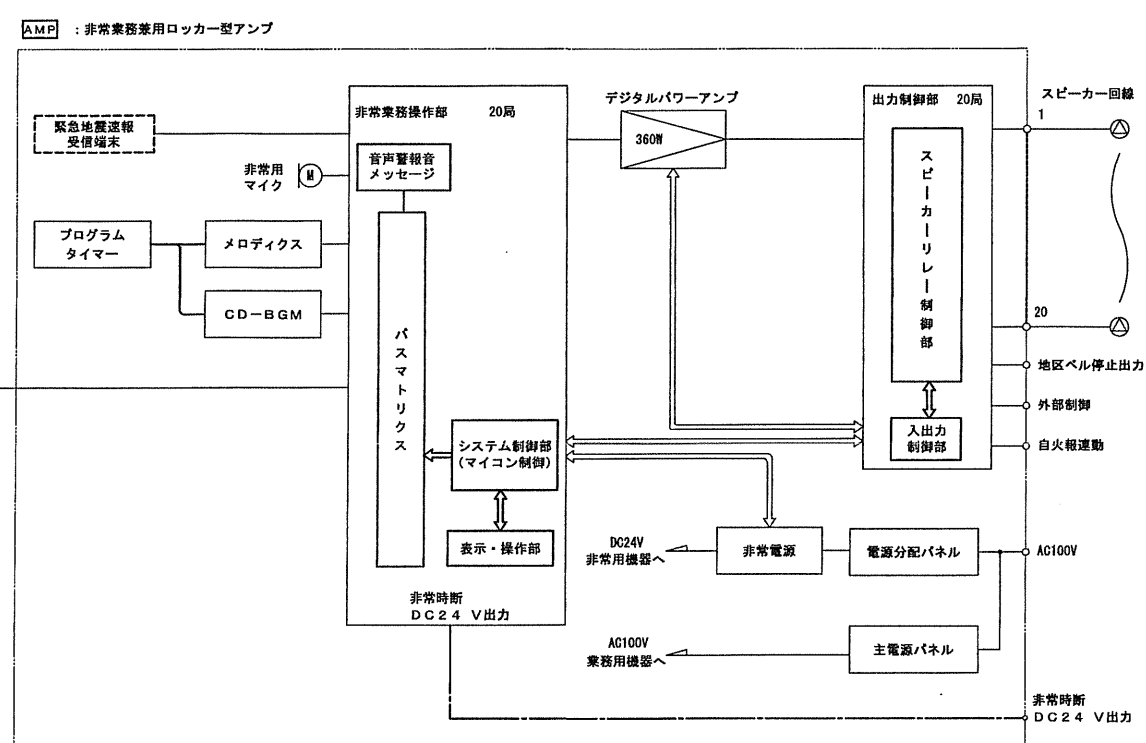 AMP ：非常業務兼用ロッカー型アンプ
緊急地震速報
受信端末
非常用
マイク
M
プログラム
タイマー
メロディクス
CD－BGM
非常業務操作部 20局
音声警報音
メッセージ
バスマトリクス
システム制御部
(マイコン制御)
表示・操作部
非常時断
DC24 V出力
デジタルパワーアンプ
360W
出力制御部 20局
スピーカーリレー制御部
入出力
制御部
スピーカー回線
1
20
地区ベル停止出力
外部制御
自火報連動
DC24V
非常用機器へ
非常電源
電源分配パネル
AC100V
AC100V
業務用機器へ
主電源パネル
非常時断
DC24 V出力